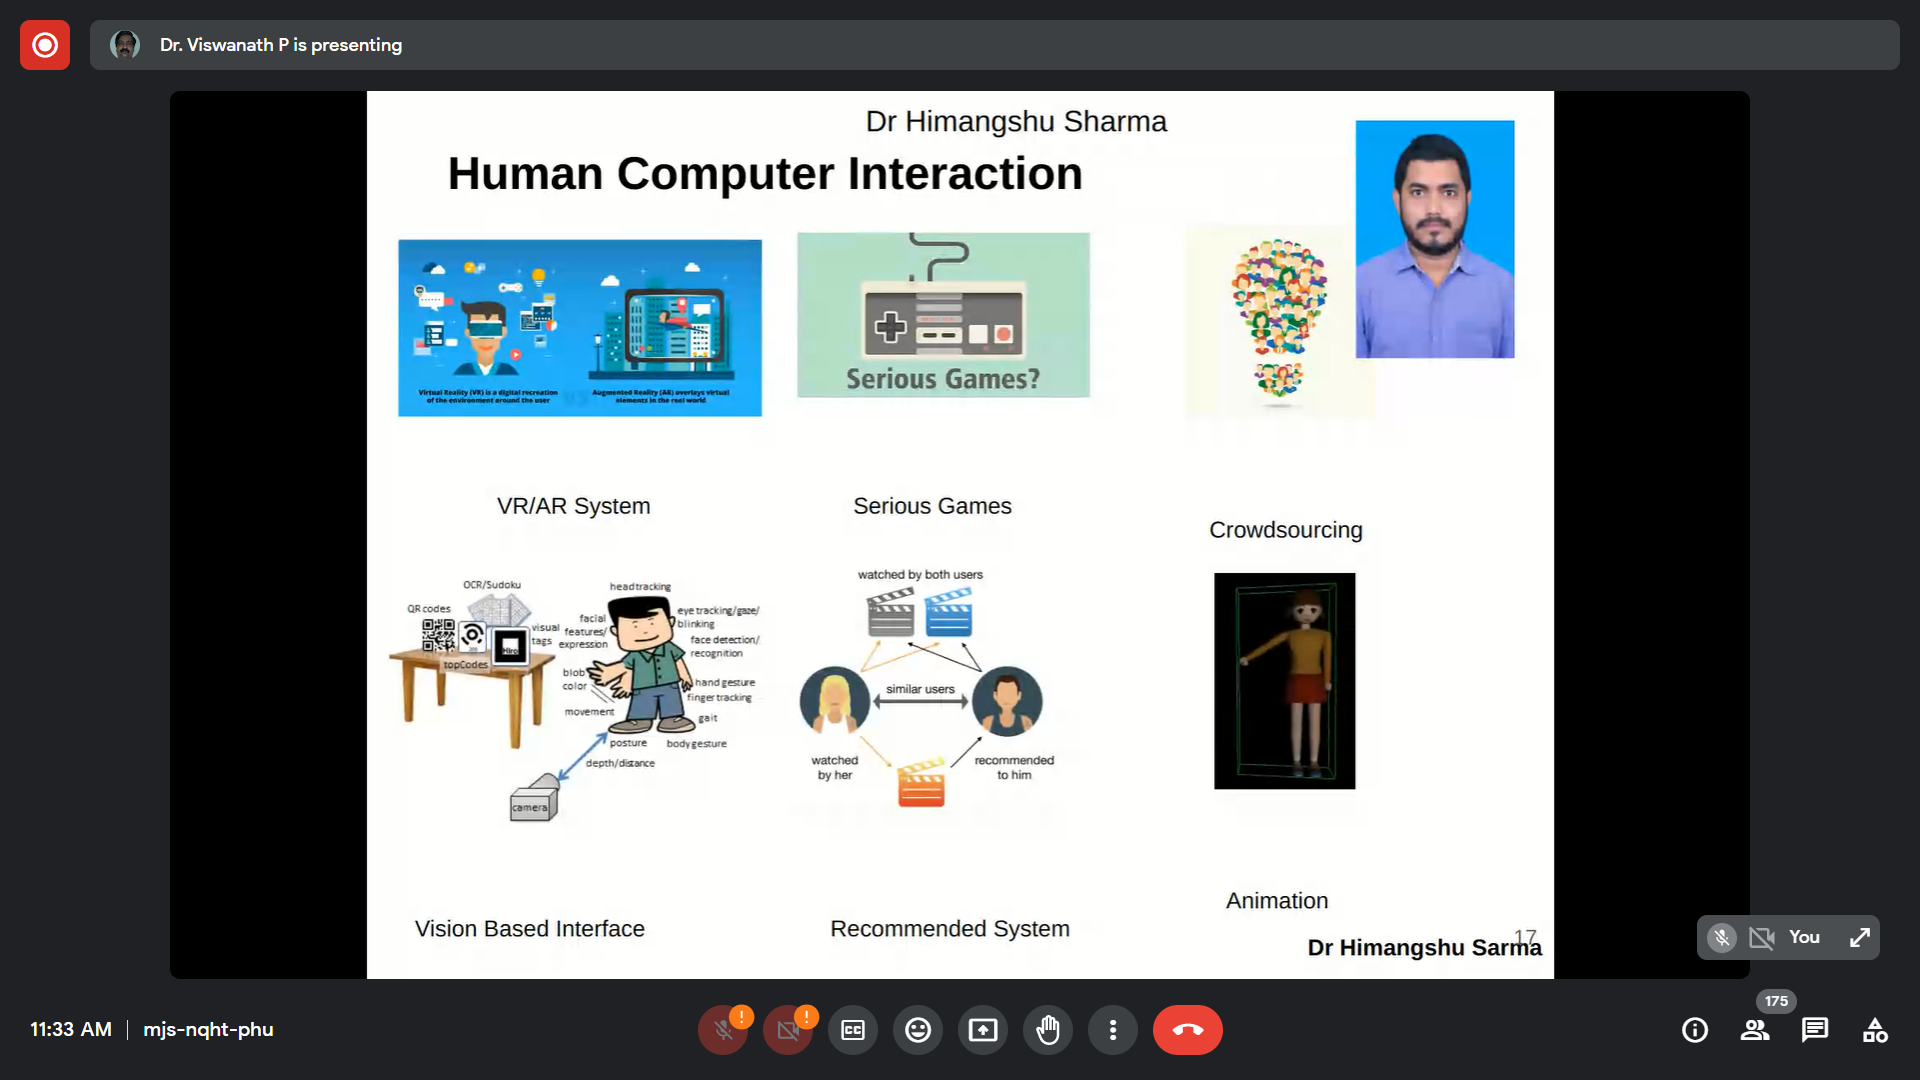 Dr. Viswanath P is presenting
Dr Himangshu Sharma
Human Computer Interaction
Virtual Reality (VR) is a digital recreation
of the environment around the user
VS
Augmented Reality (AR) overlays virtual
elements in the real world
Serious Games?
VR/AR System
Serious Games
Crowdsourcing
OCR/Sudoku
QR codes
visual
tags
Hiro
topCodes
head tracking
facial
features/
expression
eye tracking/gaze/
blinking
face detection/
recognition
blob
color
hand gesture
finger tracking
movement
gait
posture
body gesture
depth/distance
camera
watched by both users
similar users
watched
by her
recommended
to him
Vision Based Interface
Recommended System
Animation
17
Dr Himangshu Sarma
You
11:33 AM
mjs-nqht-phu
CC
175